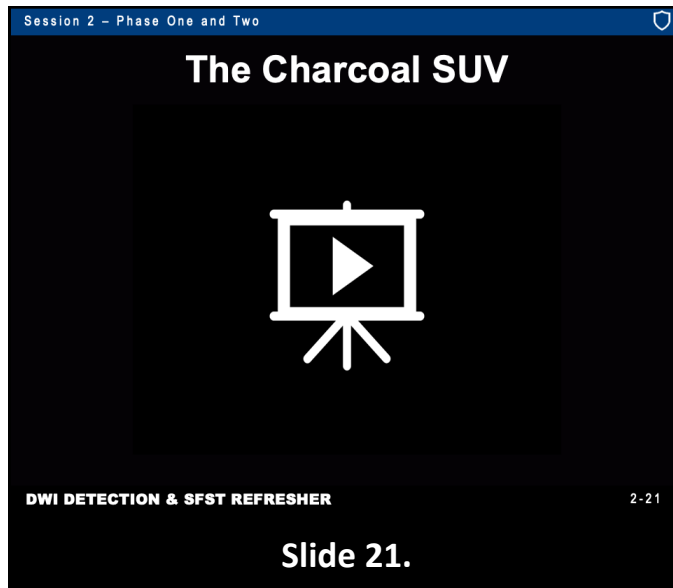 Session 2 – Phase One and Two
The Charcoal SUV
DWI DETECTION & SFST REFRESHER
2-21
Slide 21.